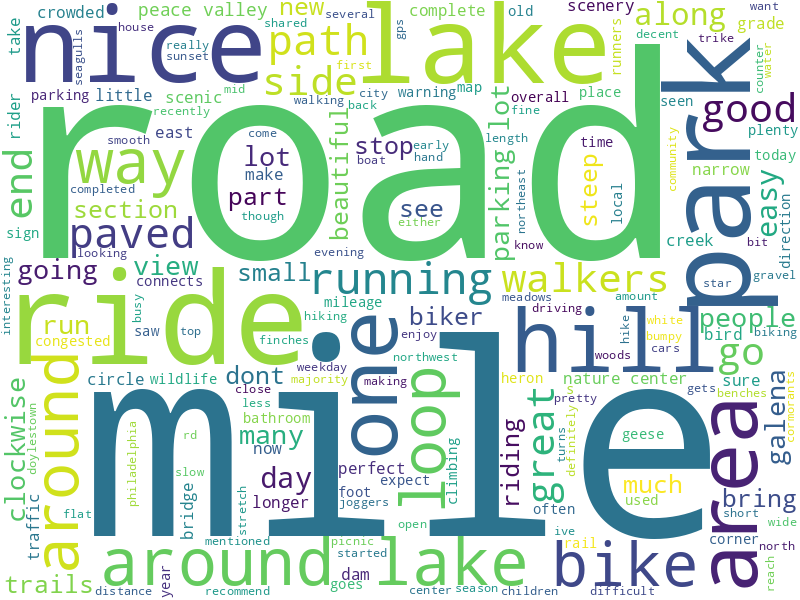 take
crowded
peace valley
shared
several
complete
old
scenery
want
nice
seagulls
house
new
gps
lake
runners
along
grade
path
really
sunset
first
decent
trike
counter
water
rider
parking
little
scenic
mid
side
city
map
warning
overall
place
seen
park
good
road
recently
walking
back
fine
plenty
end
way
smooth
east
lot
come
beautiful
stop
early
boat
hand
parking lot
length
time
steep
community
today
completed
make
narrow
easy
part
though
see
either
northeast
local
direction
sign
section
paved
looking
evening
know
creek
bit
interesting
going
view
connects
small
running
walkers
star
gravel
ride
mileage
meadows
driving
amount
busy
saw
top
hiking
biker
enjoy
hill
hike
white
bumpy
cars
people
bird
biking
run
congested
finches
one
northwest
woods
go
around
circle
wildlife
dont
weekday
majority
making
loop
heron
s
nature center
sure
gets
benches
clockwise
doylestown
close
less
bathroom
pretty
great
definitely
galena
cormorants
mile
philadelphia
rd
many
now
perfect
climbing
riding
turns
geese
area
day
expect
much
bring
traffic
flat
slow
bridge
stretch
longer
foot
joggers
often
used
short
wide
mentioned
open
ive
rail
corner
north
around lake
picnic
started
bike
trails
year
dam
goes
reach
distance
recommend
center
season
children
difficult